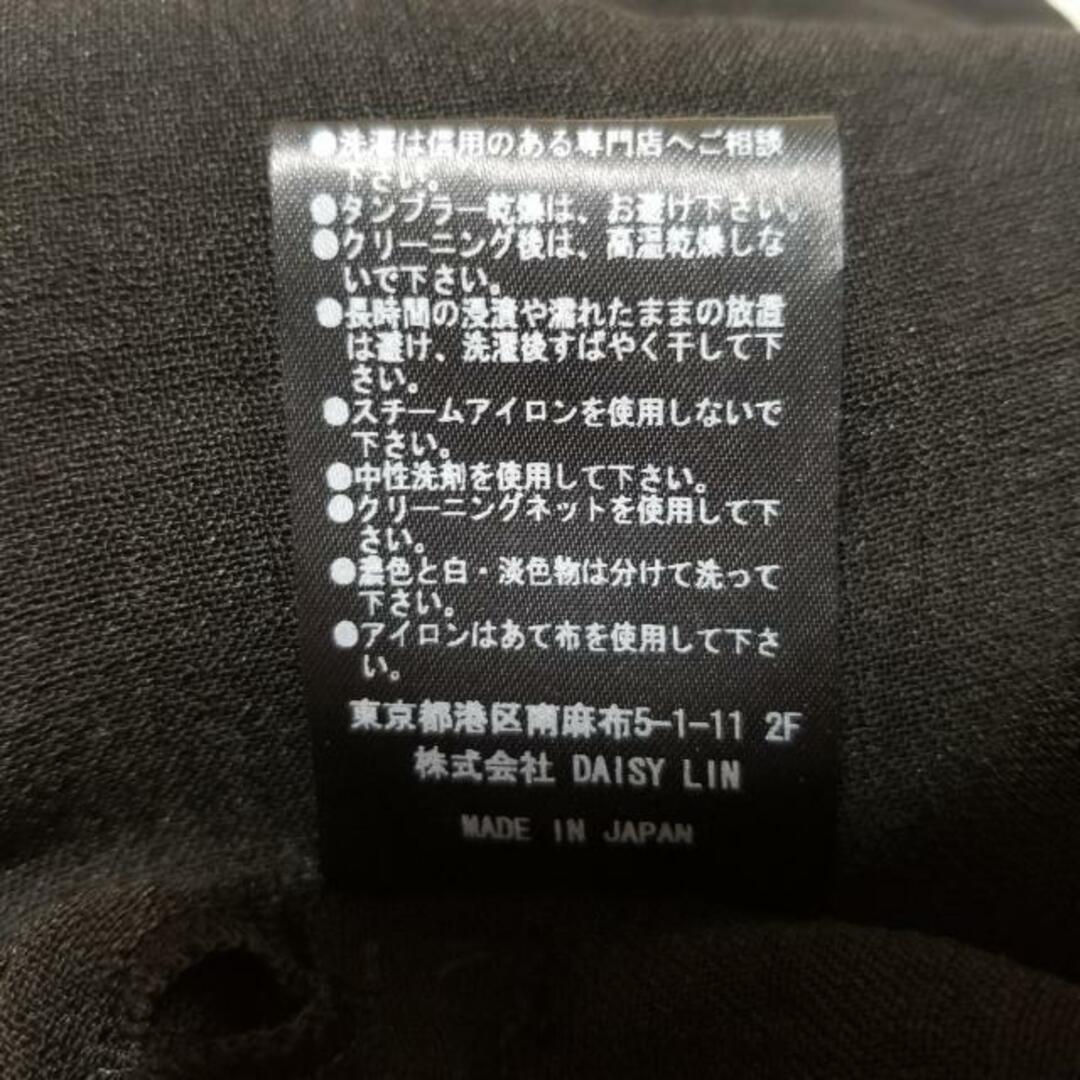 ●洗濯は信用のある専門店へご相談
下さい。
●タンブラー乾燥は、お避け下さい。
●クリーニング後は、高温乾燥しな
いで下さい。
●長時間の浸漬や濡れたままの放置
は避け、洗濯後すばやく干して下
さい。
●スチームアイロンを使用しないで
下さい。
●中性洗剤を使用して下さい。
●クリーニングネットを使用して下
さい。
●濃色と白・淡色物は分けて洗って
下さい。
●アイロンはあて布を使用して下さ
い。
東京都港区南麻布5-1-11 2F
株式会社 DAISY LIN
MADE IN JAPAN